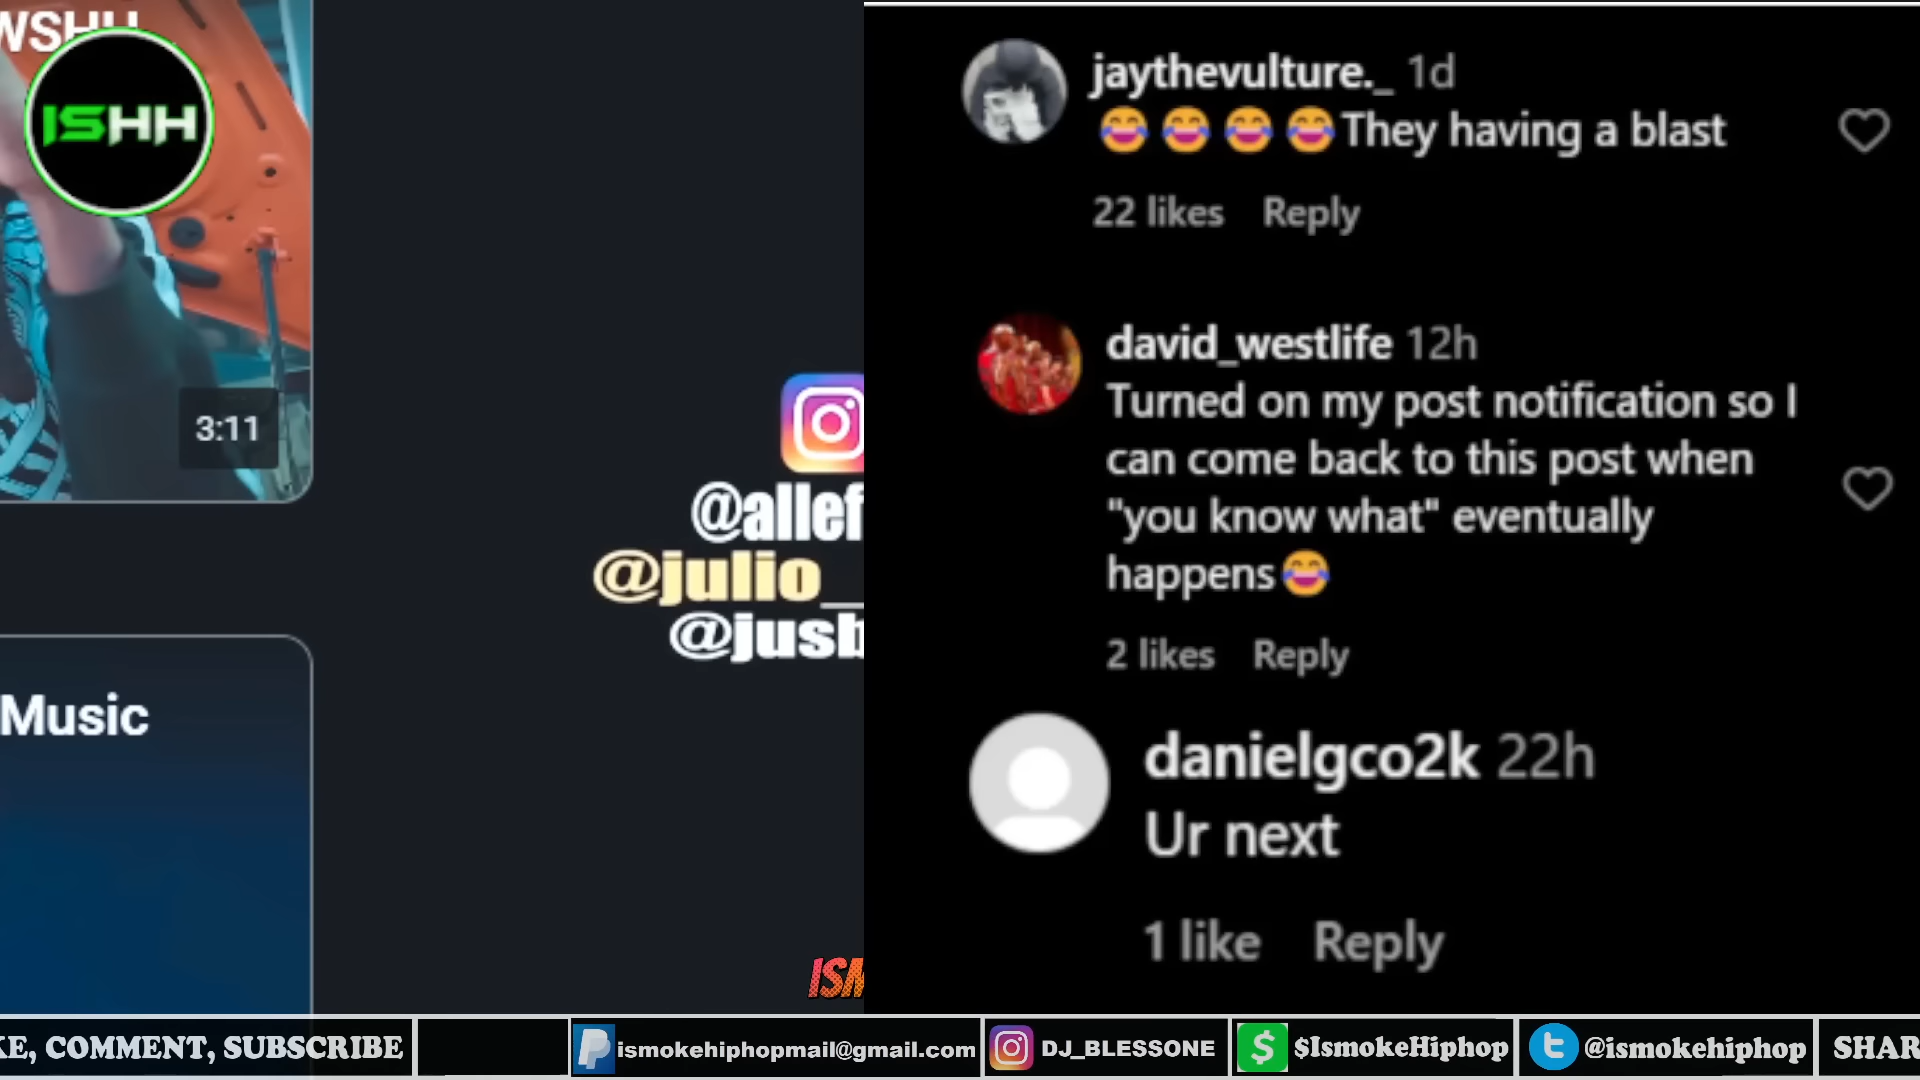 WSHH
ISHH
3:11
Music
@allef
@julio_
@jusb
ISM
jaythevulture._ 1d
😂😂😂😂They having a blast
22 likes Reply
david_westlife 12h
Turned on my post notification so I
can come back to this post when
"you know what" eventually
happens😂
2 likes Reply
danielgco2k 22h
Ur next
1 like Reply
KE, COMMENT, SUBSCRIBE
ismokehiphopmail@gmail.com
DJ_BLESSONE
$IsmokeHiphop
@ismokehiphop
SHAR